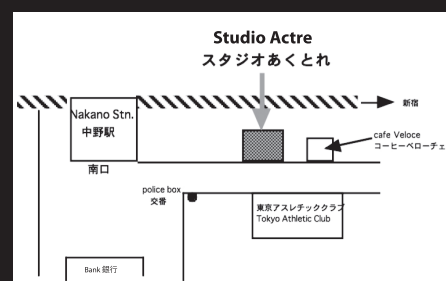 Studio Actre
スタジオあくとれ
Nakano Stn.
中野駅
新宿
cafe Veloce
コーヒーベローチェ
南口
police box
交番
東京アスレチッククラブ
Tokyo Athletic Club
Bank 銀行